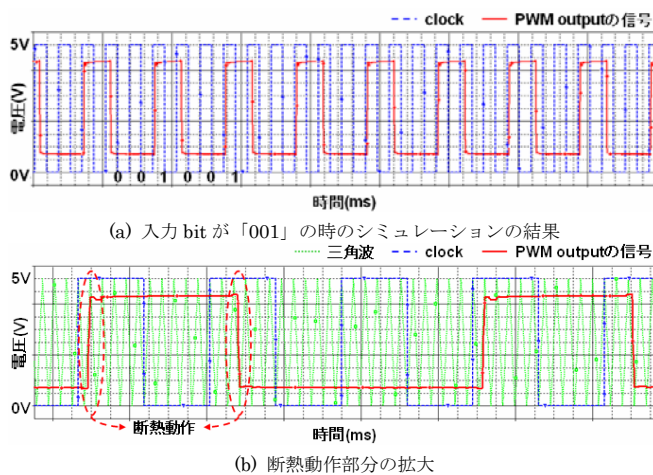 clock PWM outputの信号
5V
電圧(V)
0V
0 0 1 0 0 1
時間(ms)
(a) 入力 bit が「001」の時のシミュレーションの結果
三角波 clock PWM outputの信号
5V
電圧(V)
0V
断熱動作
時間(ms)
(b) 断熱動作部分の拡大